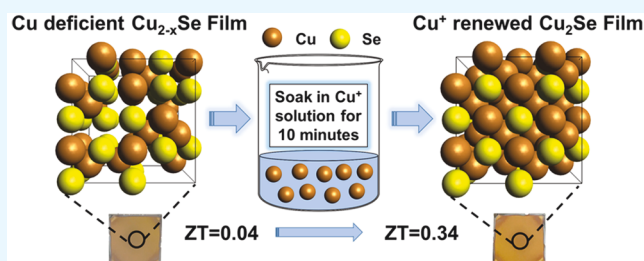 Cu deficient Cu₂₋ₓSe Film
Cu Se
Cu⁺ renewed Cu₂Se Film
Soak in Cu⁺
solution for
10 minutes
ZT=0.04
ZT=0.34